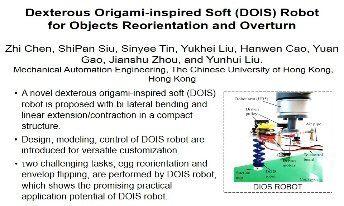 Dexterous Origami-inspired Soft (DOIS) Robot
for Objects Reorientation and Overturn
Zhi Chen, ShiPan Siu, Sinyee Tin, Yukhei Liu, Hanwen Cao, Yuan
Gao, Jianshu Zhou, and Yunhui Liu.
Mechanical Automation Engineering, The Chinese University of Hong Kong,
Hong Kong
• A novel dexterous origami-inspired soft (DOIS)
robot is proposed with bi lateral bending and
linear extension/contraction in a compact
structure.
• Design, modeling, control of DOIS robot are
introduced for versatile customization.
• two challenging tasks, egg reorientation and
envelop flipping, are performed by DOIS robot,
which shows the promising practical
application potential of DOIS robot.
DOIS ROBOT